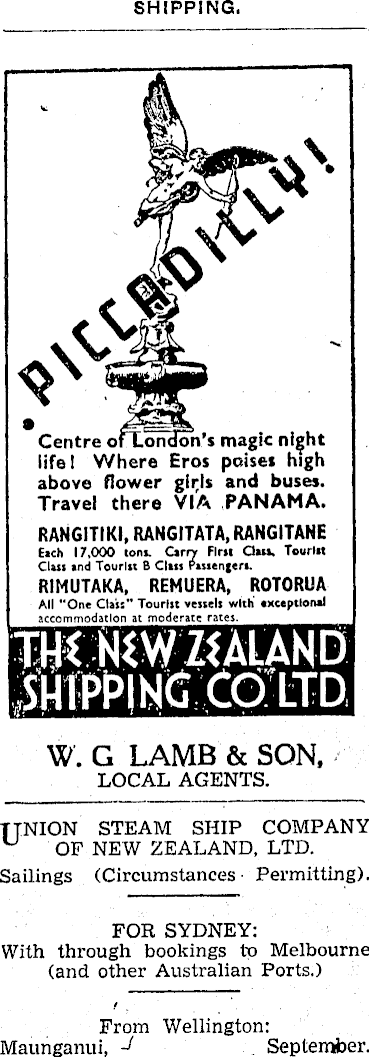 SHIPPING.
PICCADILLY!
Centre of London's magic night
life! Where Eros poises high
above flower girls and buses.
Travel there VIA PANAMA.
RANGITIKI, RANGITATA, RANGITANE
Each 17,000 tons. Carry First Class, Tourist
Class and Tourist B Class Passengers.
RIMUTAKA, REMUERA, ROTORUA
All "One Class" Tourist vessels with exceptional
accommodation at moderate rates.
THE NEW ZEALAND
SHIPPING CO. LTD
W. G LAMB & SON,
LOCAL AGENTS.
UNION STEAM SHIP COMPANY
OF NEW ZEALAND, LTD.
Sailings (Circumstances Permitting).
FOR SYDNEY:
With through bookings to Melbourne
(and other Australian Ports.)
From Wellington:
Maunganui, September.